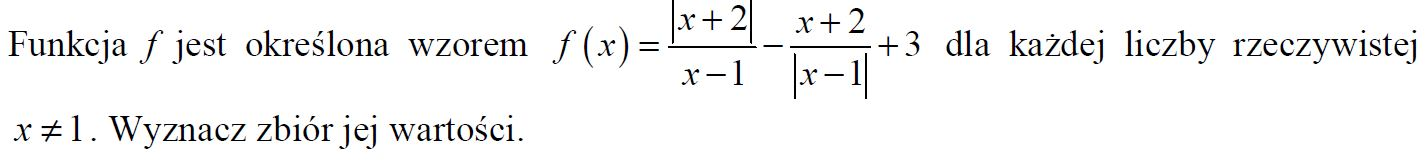 Funkcja f jest określona wzorem f(x) = |x+2|/(x−1) − (x+2)/|x−1| + 3 dla każdej liczby rzeczywistej
x ≠ 1. Wyznacz zbiór jej wartości.